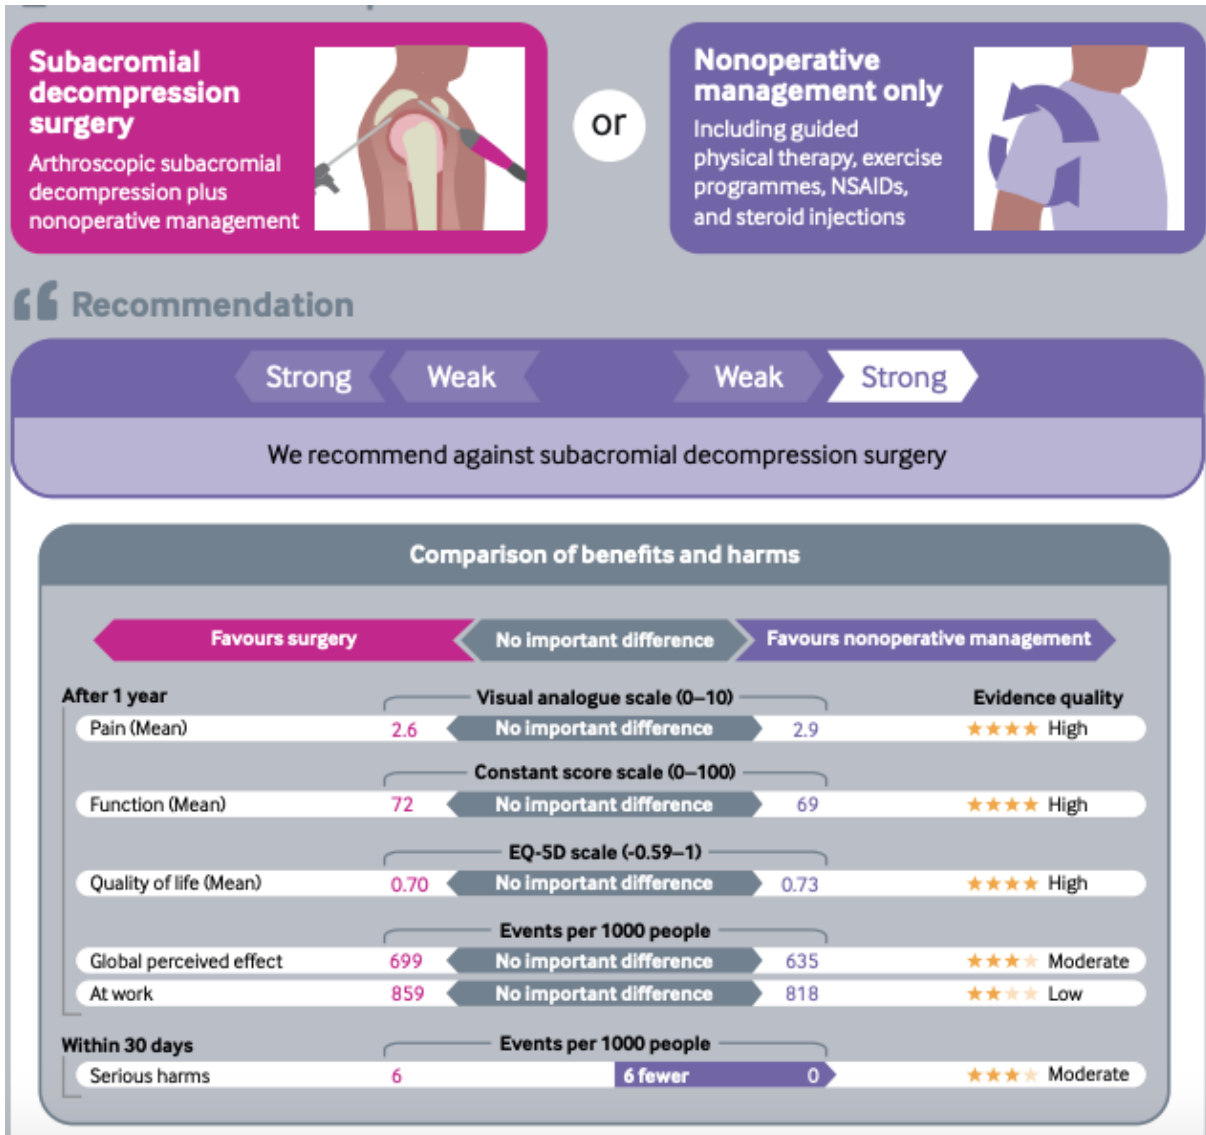 Subacromial
decompression
surgery
Arthroscopic subacromial
decompression plus
nonoperative management
or
Nonoperative
management only
Including guided
physical therapy, exercise
programmes, NSAIDs,
and steroid injections
Recommendation
Strong Weak Weak Strong
We recommend against subacromial decompression surgery
Comparison of benefits and harms
Favours surgery No important difference Favours nonoperative management
After 1 year Visual analogue scale (0–10) Evidence quality
Pain (Mean) 2.6 No important difference 2.9 High
Constant score scale (0–100)
Function (Mean) 72 No important difference 69 High
EQ-5D scale (-0.59–1)
Quality of life (Mean) 0.70 No important difference 0.73 High
Events per 1000 people
Global perceived effect 699 No important difference 635 Moderate
At work 859 No important difference 818 Low
Within 30 days Events per 1000 people
Serious harms 6 6 fewer 0 Moderate